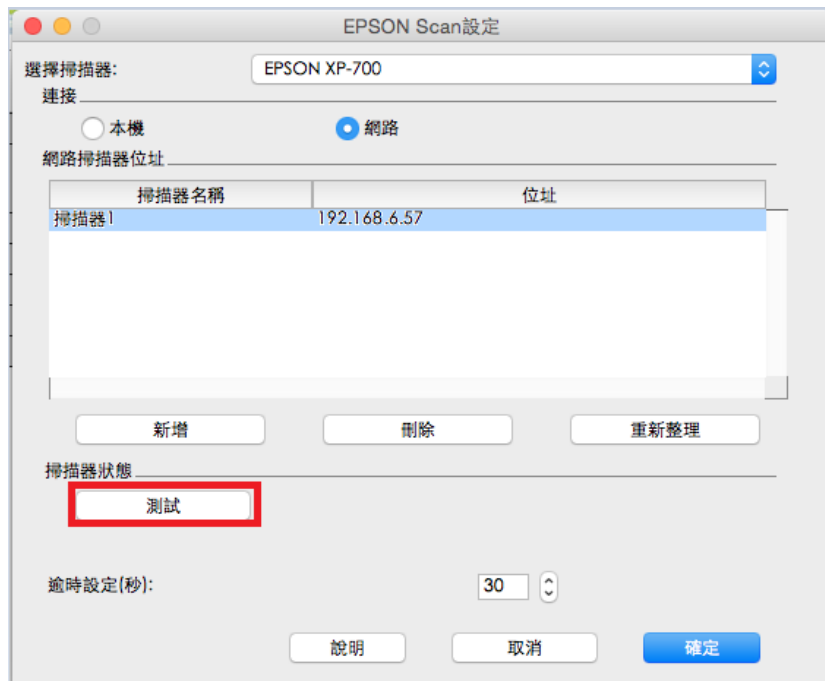 EPSON Scan設定
選擇掃描器: EPSON XP-700
連接
本機 網路
網路掃描器位址
掃描器名稱 位址
掃描器1 192.168.6.57
新增 刪除 重新整理
掃描器狀態
測試
逾時設定(秒): 30
說明 取消 確定